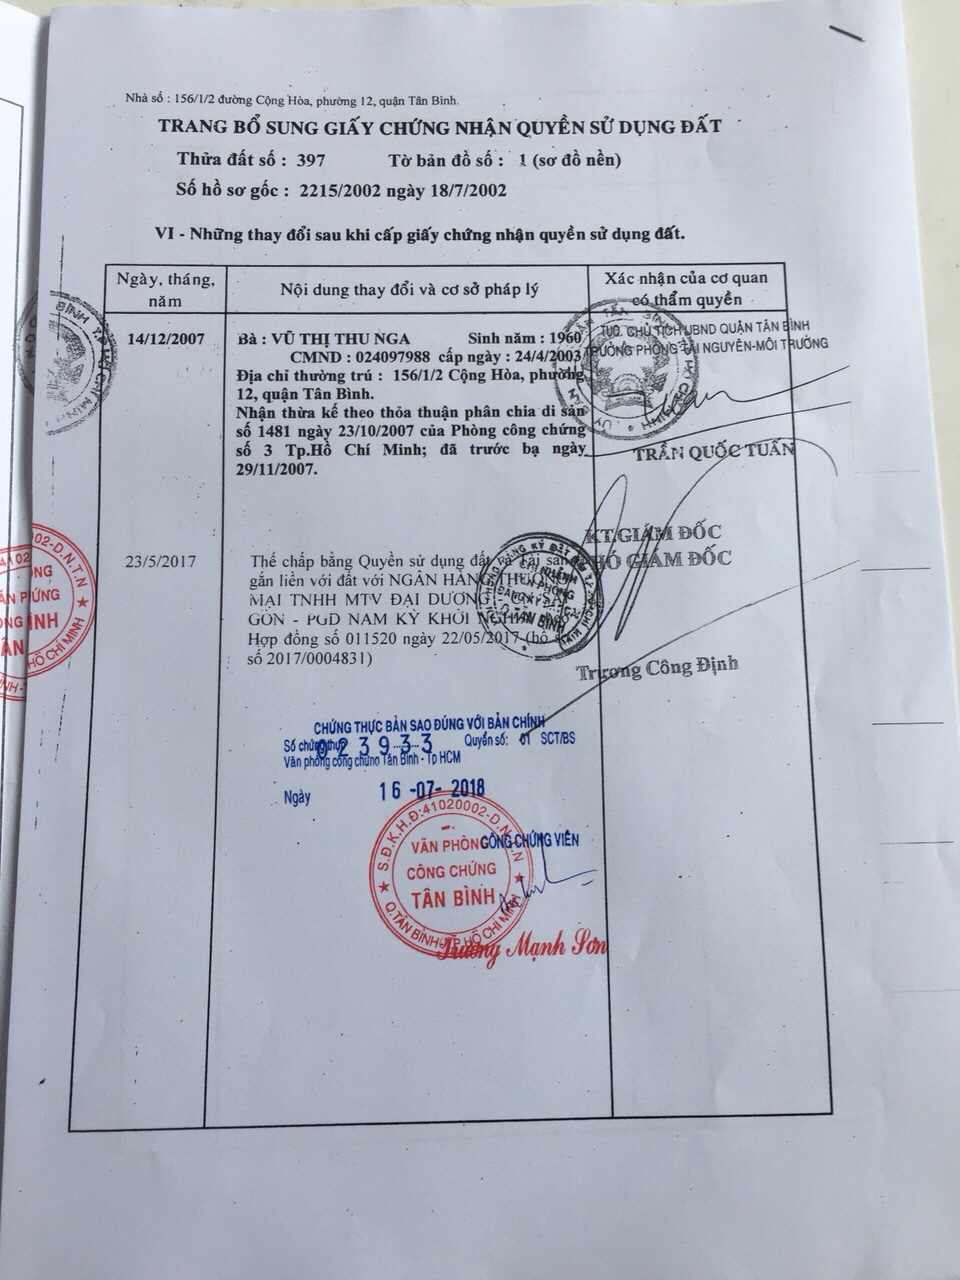 Nhà số : 156/1/2 đường Cộng Hòa, phường 12, quận Tân Bình.
TRANG BỔ SUNG GIẤY CHỨNG NHẬN QUYỀN SỬ DỤNG ĐẤT
Thửa đất số : 397 Tờ bản đồ số : 1 (sơ đồ nền)
Số hồ sơ gốc : 2215/2002 ngày 18/7/2002
VI - Những thay đổi sau khi cấp giấy chứng nhận quyền sử dụng đất.
Ngày, tháng, năm
Nội dung thay đổi và cơ sở pháp lý
Xác nhận của cơ quan
có thẩm quyền
14/12/2007
Bà : VŨ THỊ THU NGA Sinh năm : 1960
CMND : 024097988 cấp ngày : 24/4/2003
Địa chỉ thường trú : 156/1/2 Cộng Hòa, phường
12, quận Tân Bình.
Nhận thừa kế theo thỏa thuận phân chia di sản
số 1481 ngày 23/10/2007 của Phòng công chứng
số 3 Tp.Hồ Chí Minh; đã trước bạ ngày
29/11/2007.
TUQ. CHỦ TỊCH UBND QUẬN TÂN BÌNH
TRƯỞNG PHÒNG TÀI NGUYÊN-MÔI TRƯỜNG
TRẦN QUỐC TUẤN
23/5/2017
Thế chấp bằng Quyền sử dụng đất và Tài sản
gắn liền với đất với NGÂN HÀNG THƯƠNG
MẠI TNHH MTV ĐẠI DƯƠNG SÀI
GÒN - PGD NAM KỲ KHỞI NGHĨA
Hợp đồng số 011520 ngày 22/05/2017 (hồ sơ
số 2017/0004831)
KT.GIÁM ĐỐC
PHÓ GIÁM ĐỐC
Trương Công Định
CHỨNG THỰC BẢN SAO ĐÚNG VỚI BẢN CHÍNH
Số chứng thực 023933 Quyển số: 01 SCT/BS
Văn phòng công chứng Tân Bình - Tp HCM
Ngày 16-07-2018
CÔNG CHỨNG VIÊN
S.Đ.K.H.Đ:41020002-D.N.T.N
VĂN PHÒNG
CÔNG CHỨNG
TÂN BÌNH
Q.TÂN BÌNH-TP.HỒ CHÍ MINH
Trương Mạnh Sơn